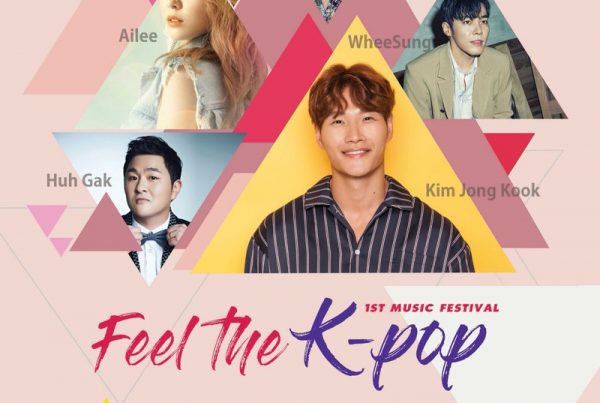 Ailee
WheeSung
Huh Gak
Kim Jong Kook
1ST MUSIC FESTIVAL
Feel the K-pop